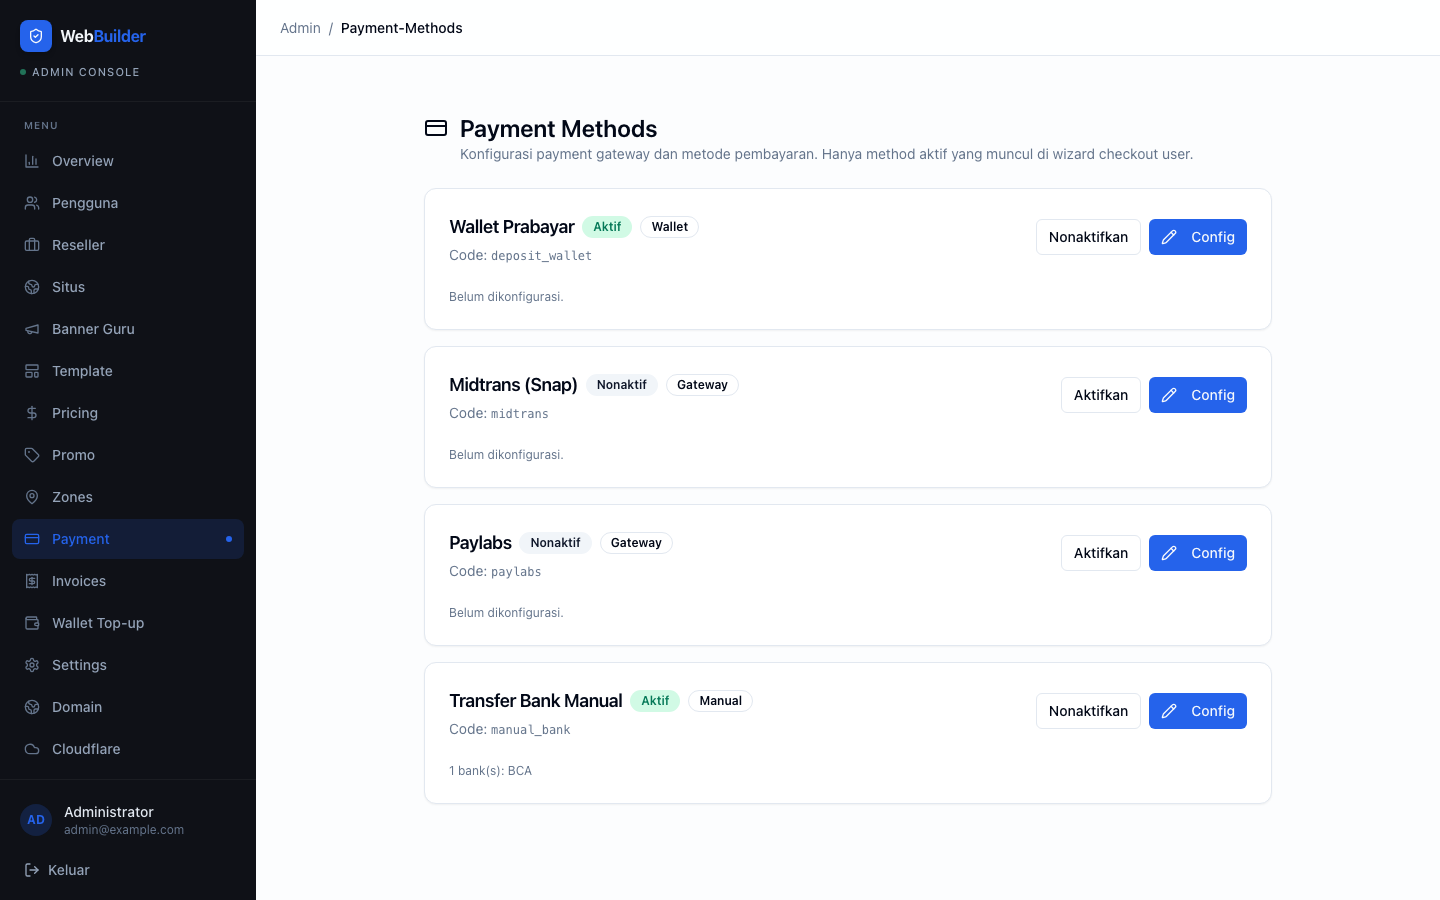 WebBuilder
ADMIN CONSOLE
MENU
Overview
Pengguna
Reseller
Situs
Banner Guru
Template
Pricing
Promo
Zones
Payment
Invoices
Wallet Top-up
Settings
Domain
Cloudflare
AD
Administrator
admin@example.com
Keluar
Admin / Payment-Methods
Payment Methods
Konfigurasi payment gateway dan metode pembayaran. Hanya method aktif yang muncul di wizard checkout user.
Wallet Prabayar Aktif Wallet
Code: deposit_wallet
Belum dikonfigurasi.
Nonaktifkan Config
Midtrans (Snap) Nonaktif Gateway
Code: midtrans
Belum dikonfigurasi.
Aktifkan Config
Paylabs Nonaktif Gateway
Code: paylabs
Belum dikonfigurasi.
Aktifkan Config
Transfer Bank Manual Aktif Manual
Code: manual_bank
1 bank(s): BCA
Nonaktifkan Config